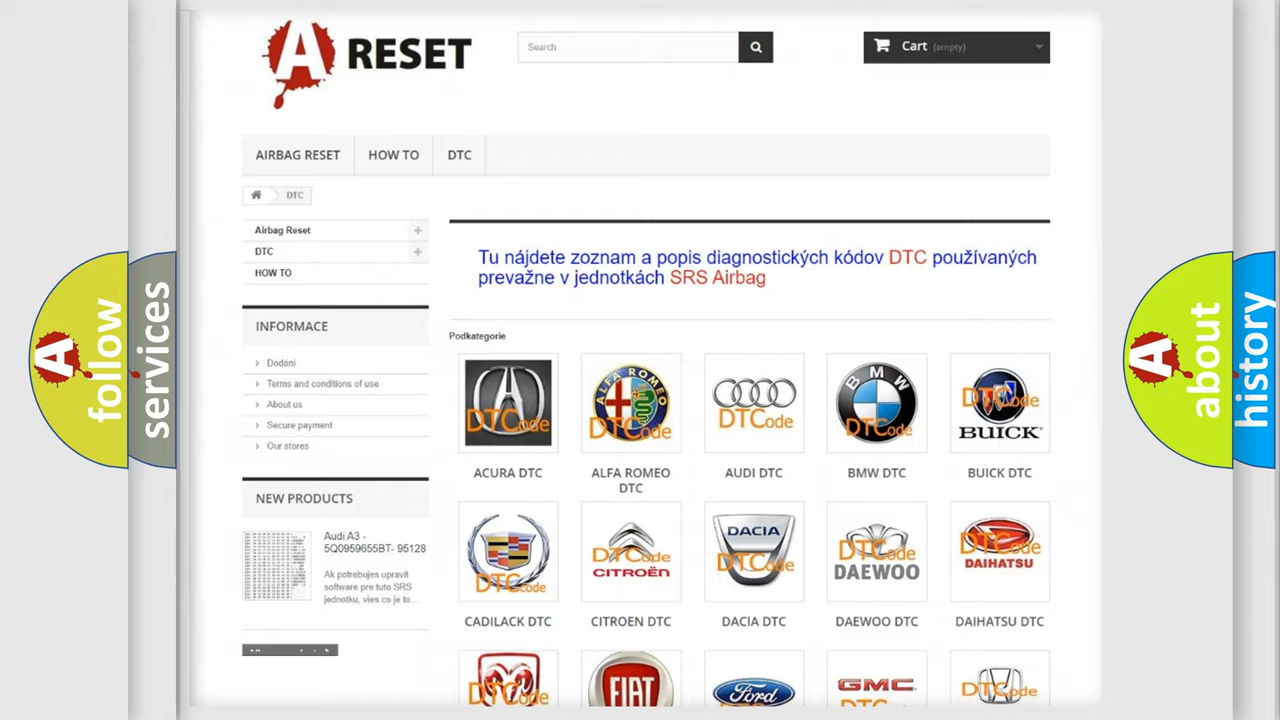 A RESET
Search
Cart (empty)
AIRBAG RESET
HOW TO
DTC
DTC
Airbag Reset
DTC
HOW TO
INFORMACE
Dodání
Terms and conditions of use
About us
Secure payment
Our stores
NEW PRODUCTS
Audi A3 -
5Q0959655BT- 95128
Ak potrebujes upravit
software pre tuto SRS
jednotku, vies co je to...
Tu nájdete zoznam a popis diagnostických kódov DTC používaných
prevažne v jednotkách SRS Airbag
Podkategorie
DTCode
ALFA ROMEO
DTCode
DTCode
BMW
DTCode
DTCode
BUICK
ACURA DTC
ALFA ROMEO
DTC
AUDI DTC
BMW DTC
BUICK DTC
DTCode
DTCode
CITROËN
DACIA
DTCode
DTCode
DAEWOO
DTCode
DAIHATSU
CADILACK DTC
CITROEN DTC
DACIA DTC
DAEWOO DTC
DAIHATSU DTC
DTCode
FIAT
Ford
GMC
DTCode
A follow
services
A about
history